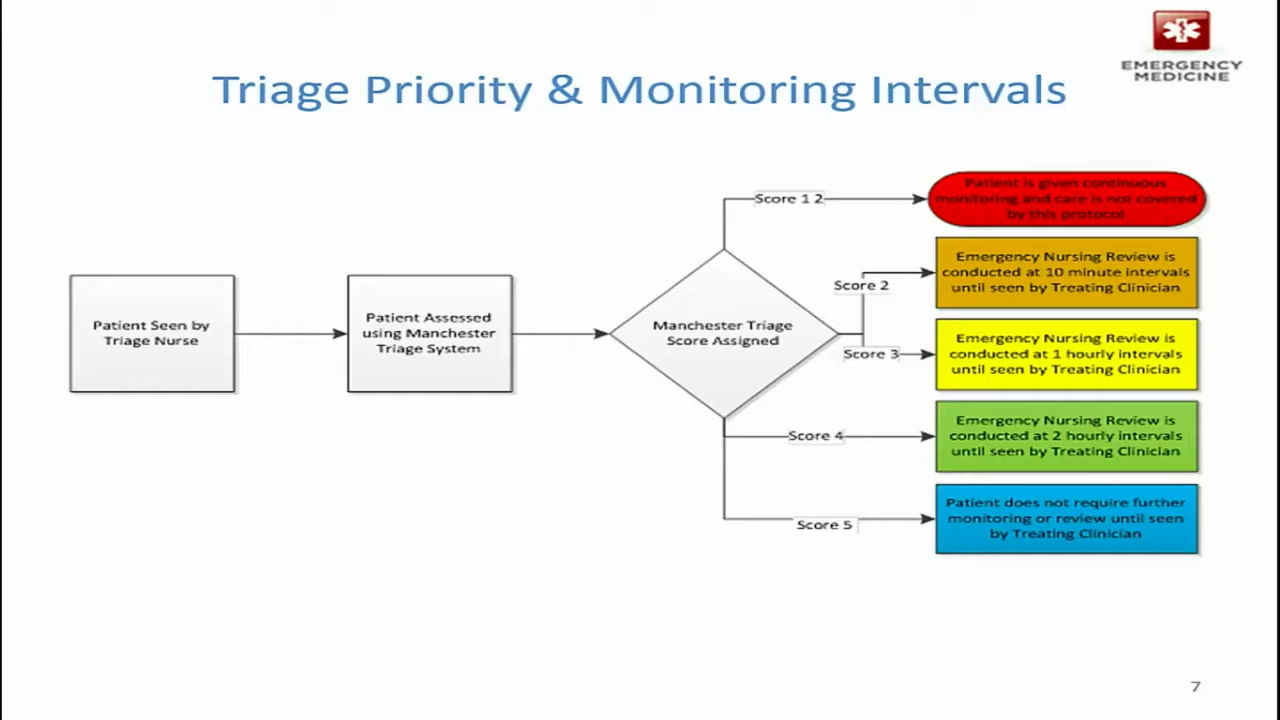 EMERGENCY
MEDICINE
Triage Priority & Monitoring Intervals
Patient Seen by
Triage Nurse
Patient Assessed
using Manchester
Triage System
Manchester Triage
Score Assigned
Score 1 2
Patient is given continuous
monitoring and care is not covered
by this protocol
Score 2
Emergency Nursing Review is
conducted at 10 minute intervals
until seen by Treating Clinician
Score 3
Emergency Nursing Review is
conducted at 1 hourly intervals
until seen by Treating Clinician
Score 4
Emergency Nursing Review is
conducted at 2 hourly intervals
until seen by Treating Clinician
Score 5
Patient does not require further
monitoring or review until seen
by Treating Clinician
7